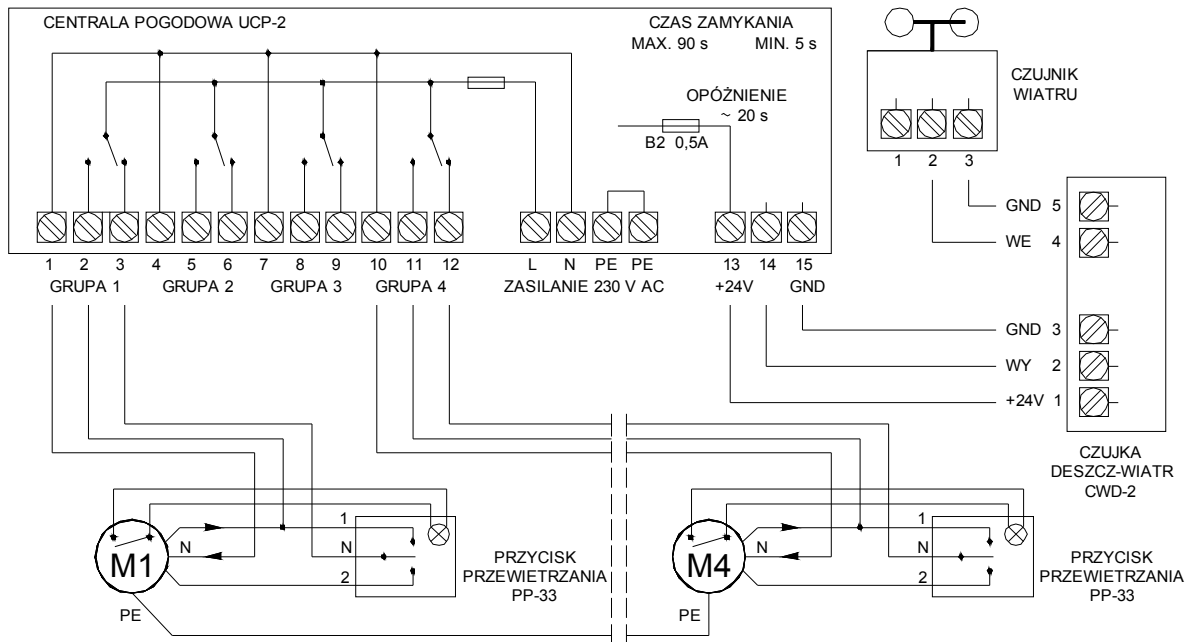 CENTRALA POGODOWA UCP-2
CZAS ZAMYKANIA
MAX. 90 s MIN. 5 s
OPÓŹNIENIE
~ 20 s
B2 0,5A
CZUJNIK
WIATRU
1 2 3
GND 5
WE 4
GND 3
WY 2
+24V 1
CZUJKA
DESZCZ-WIATR
CWD-2
1 2 3 4 5 6 7 8 9 10 11 12 L N PE PE 13 14 15
GRUPA 1 GRUPA 2 GRUPA 3 GRUPA 4 ZASILANIE 230 V AC +24V GND
M1
N
PE
1
N
2
PRZYCISK
PRZEWIETRZANIA
PP-33
M4
N
PE
1
N
2
PRZYCISK
PRZEWIETRZANIA
PP-33